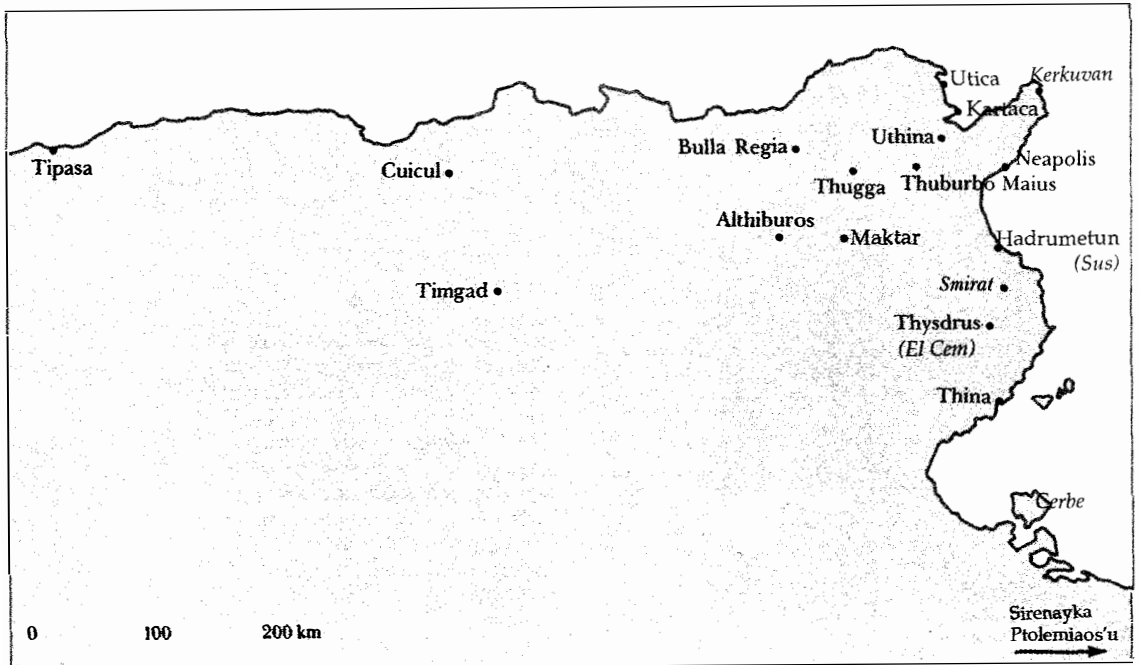 Utica
Kerkuvan
Kartaca
Uthina
Bulla Regia
Neapolis
Tipasa
Cuicul
Thugga
Thuburbo Maius
Althiburos
Maktar
Hadrumetun
(Sus)
Smirat
Timgad
Thysdrus
(El Cem)
Thina
Cerbe
Sirenayka
Ptolemiaos'u
0 100 200 km